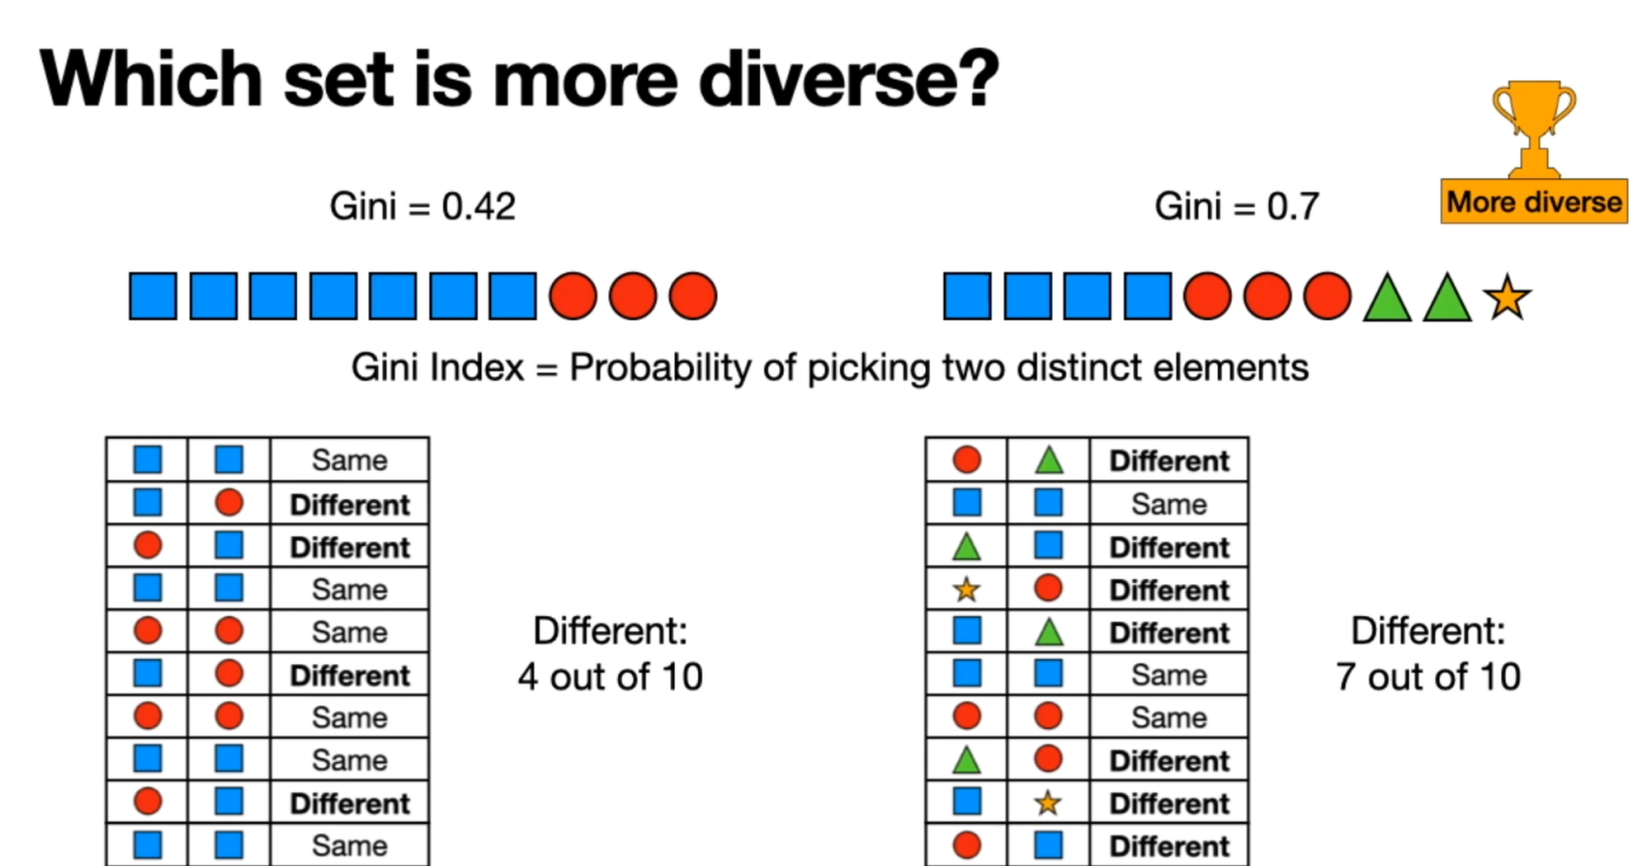 Which set is more diverse?
More diverse
Gini = 0.42
Gini = 0.7
Gini Index = Probability of picking two distinct elements
Same
Different
Different
Same
Same
Different
Same
Same
Different
Same
Different:
4 out of 10
Different
Same
Different
Different
Different
Same
Same
Different
Different
Different
Different:
7 out of 10